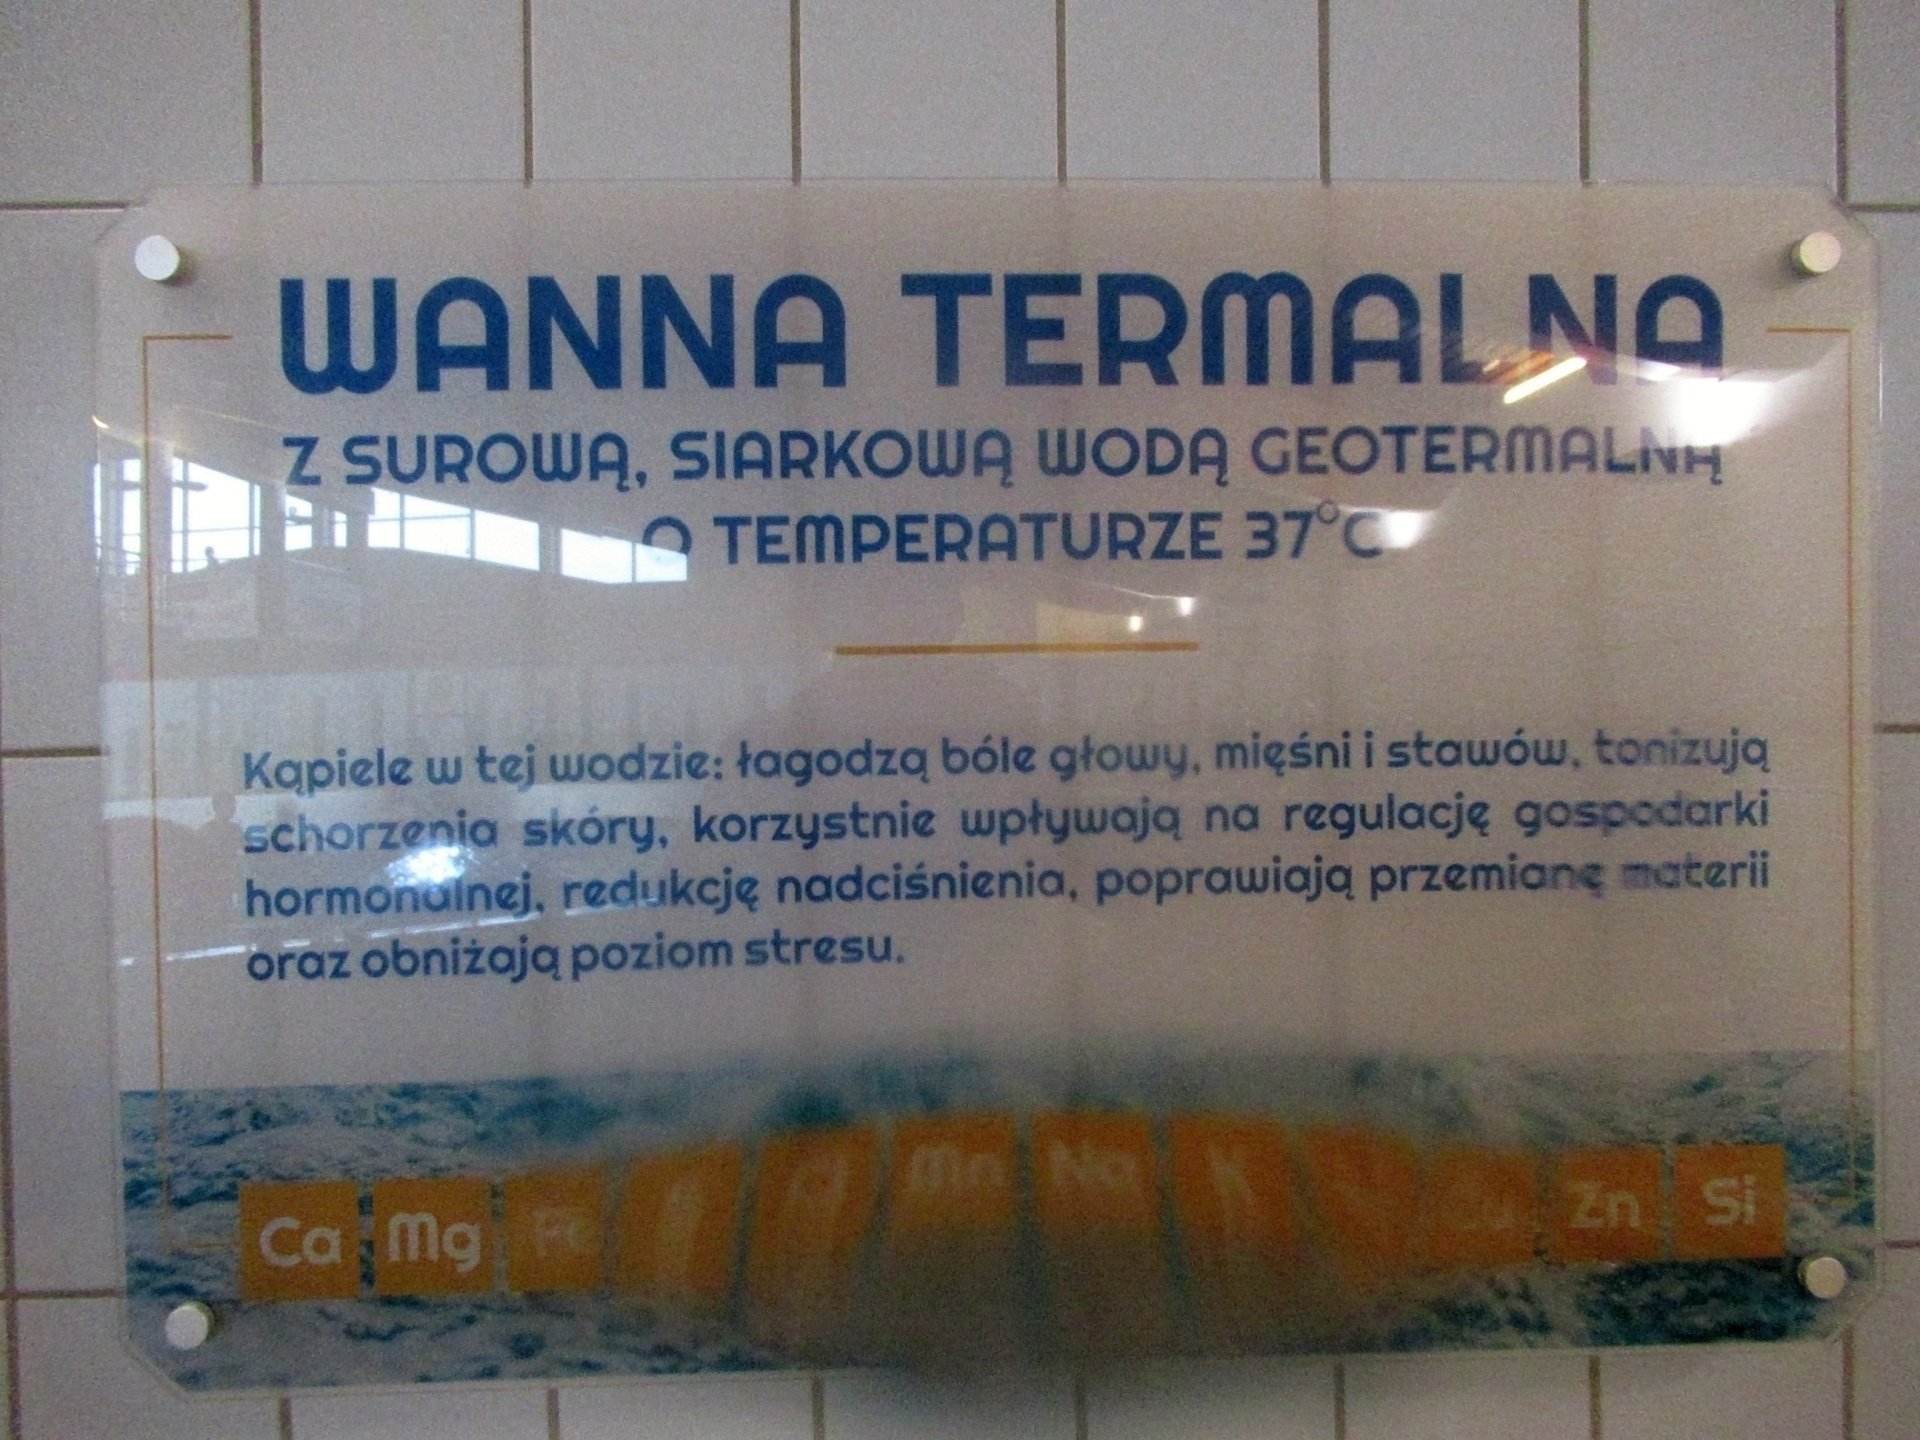 WANNA TERMALNA
Z SUROWĄ, SIARKOWĄ WODĄ GEOTERMALNĄ
O TEMPERATURZE 37°C
Kąpiele w tej wodzie: łagodzą bóle głowy, mięśni i stawów, tonizują
schorzenia skóry, korzystnie wpływają na regulację gospodarki
hormonalnej, redukcję nadciśnienia, poprawiają przemianę materii
oraz obniżają poziom stresu.
Ca Mg Fe Mn Na K Zn Si